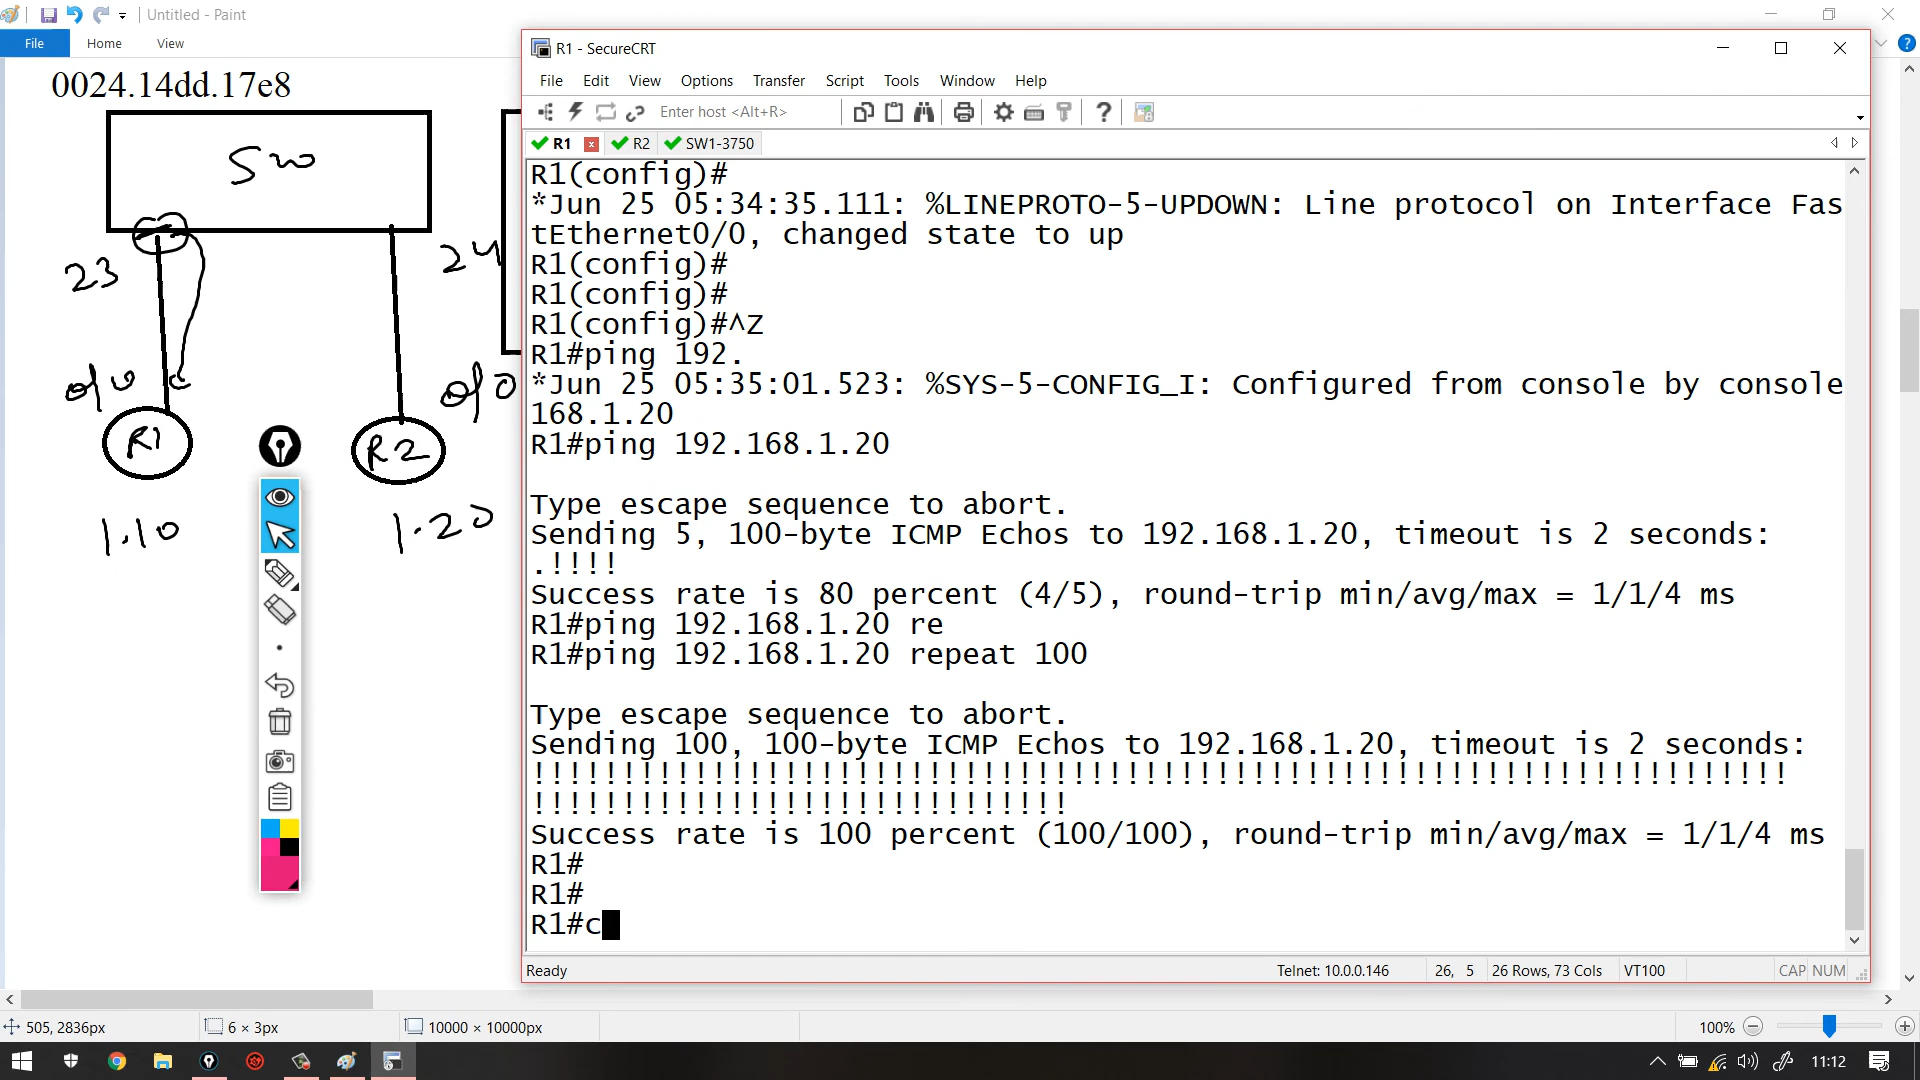 Untitled - Paint
File Home View
0024.14dd.17e8
SW
23
24
0/0
0/0
R1
R2
1.10
1.20
R1 - SecureCRT
File Edit View Options Transfer Script Tools Window Help
Enter host <Alt+R>
R1 R2 SW1-3750
R1(config)#
*Jun 25 05:34:35.111: %LINEPROTO-5-UPDOWN: Line protocol on Interface Fas
tEthernet0/0, changed state to up
R1(config)#
R1(config)#
R1(config)#^Z
R1#ping 192.
*Jun 25 05:35:01.523: %SYS-5-CONFIG_I: Configured from console by console
168.1.20
R1#ping 192.168.1.20
Type escape sequence to abort.
Sending 5, 100-byte ICMP Echos to 192.168.1.20, timeout is 2 seconds:
.!!!!
Success rate is 80 percent (4/5), round-trip min/avg/max = 1/1/4 ms
R1#ping 192.168.1.20 re
R1#ping 192.168.1.20 repeat 100
Type escape sequence to abort.
Sending 100, 100-byte ICMP Echos to 192.168.1.20, timeout is 2 seconds:
!!!!!!!!!!!!!!!!!!!!!!!!!!!!!!!!!!!!!!!!!!!!!!!!!!!!!!!!!!!!!!!!!!!!!!
!!!!!!!!!!!!!!!!!!!!!!!!!!!!!!
Success rate is 100 percent (100/100), round-trip min/avg/max = 1/1/4 ms
R1#
R1#
R1#c
Ready Telnet: 10.0.0.146 26, 5 26 Rows, 73 Cols VT100 CAP NUM
505, 2836px 6 × 3px 10000 × 10000px 100%
11:12